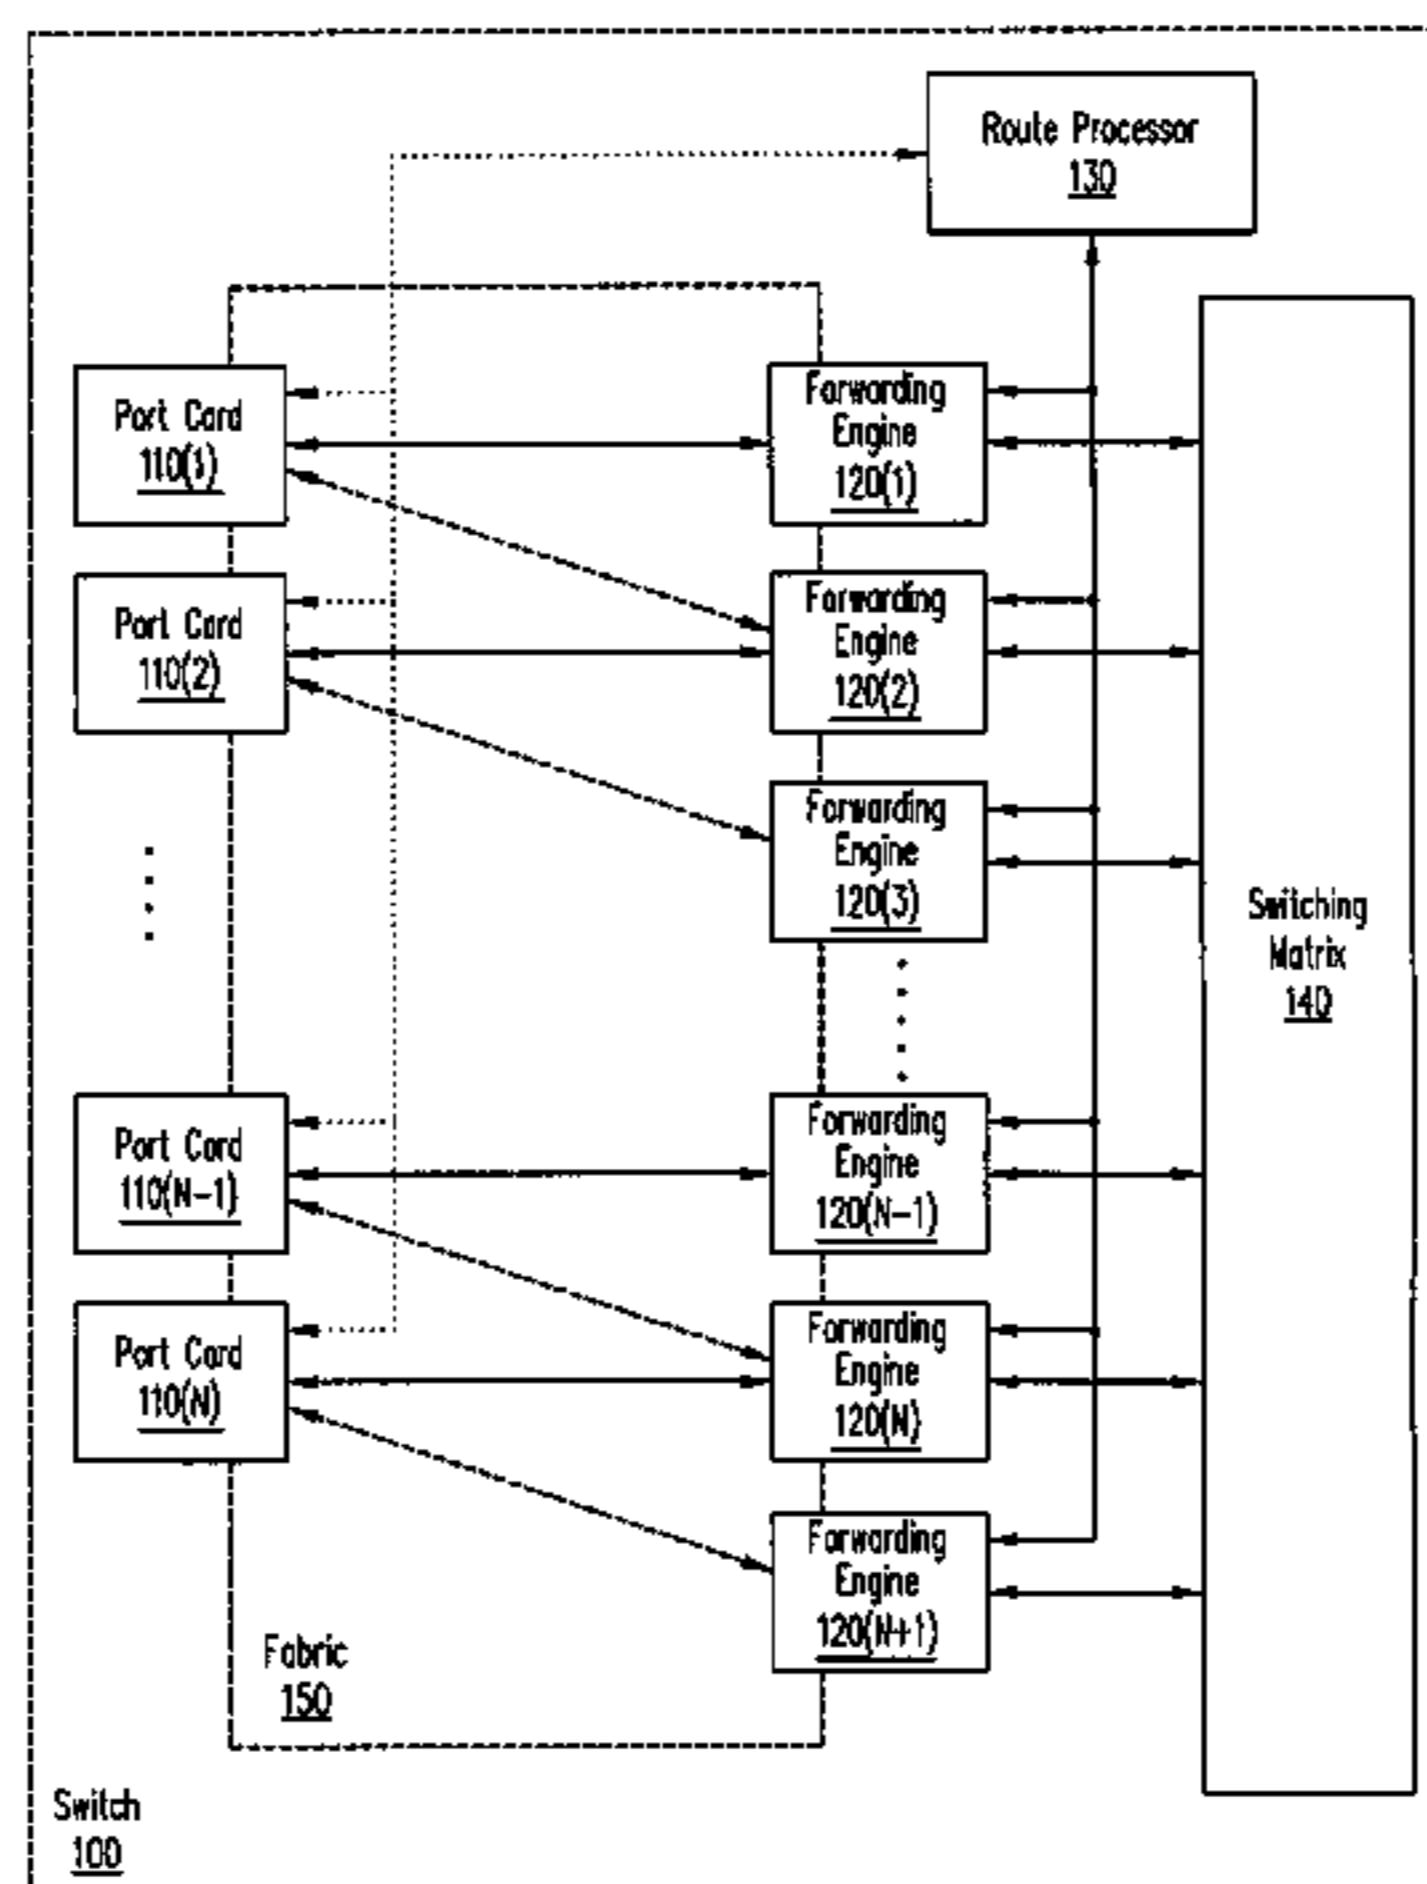 Route Processor
130
Port Card
110(1)
Forwarding
Engine
120(1)
Port Card
110(2)
Forwarding
Engine
120(2)
Forwarding
Engine
120(3)
Switching
Matrix
140
Port Card
110(N-1)
Forwarding
Engine
120(N-1)
Port Card
110(N)
Forwarding
Engine
120(N)
Forwarding
Engine
120(N+1)
Fabric
150
Switch
100